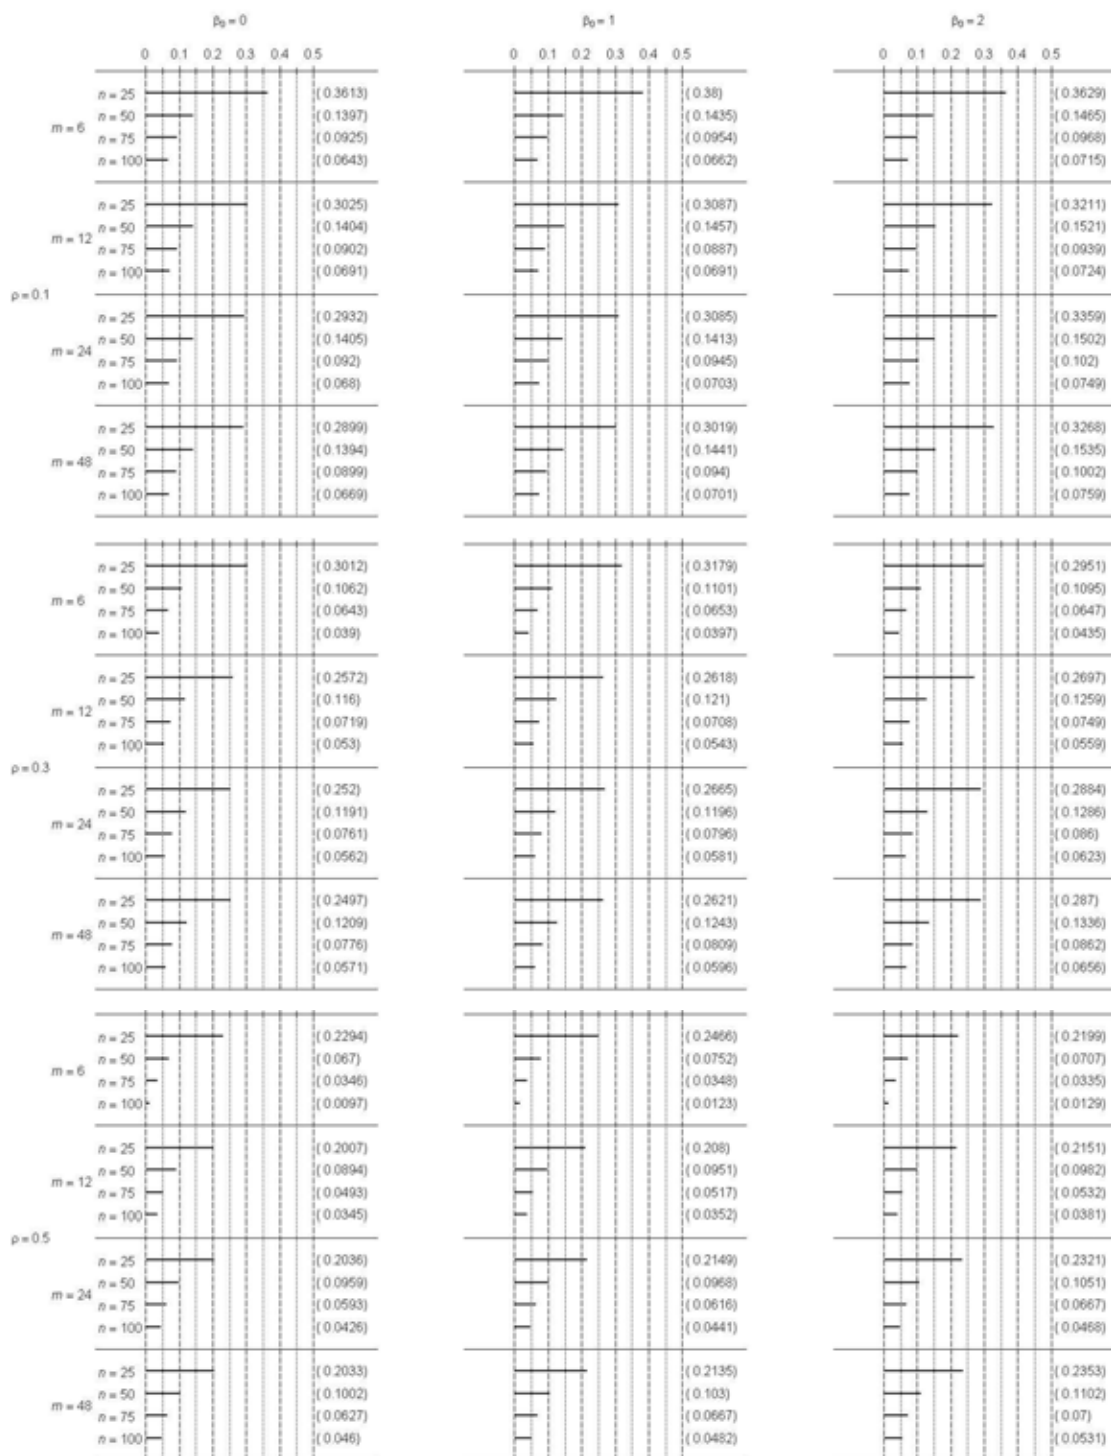 β₀ = 0 β₀ = 1 β₀ = 2
0 0.1 0.2 0.3 0.4 0.5 0 0.1 0.2 0.3 0.4 0.5 0 0.1 0.2 0.3 0.4 0.5
n = 25 ( 0.3613) ( 0.38) ( 0.3629)
n = 50 ( 0.1397) ( 0.1435) ( 0.1465)
m = 6
n = 75 ( 0.0925) ( 0.0954) ( 0.0968)
n = 100 ( 0.0643) ( 0.0662) ( 0.0715)
n = 25 ( 0.3025) ( 0.3087) ( 0.3211)
n = 50 ( 0.1404) ( 0.1457) ( 0.1521)
m = 12
n = 75 ( 0.0902) ( 0.0887) ( 0.0939)
n = 100 ( 0.0691) ( 0.0691) ( 0.0724)
ρ = 0.1
n = 25 ( 0.2932) ( 0.3085) ( 0.3359)
n = 50 ( 0.1405) ( 0.1413) ( 0.1502)
m = 24
n = 75 ( 0.092) ( 0.0945) ( 0.102)
n = 100 ( 0.068) ( 0.0703) ( 0.0749)
n = 25 ( 0.2899) ( 0.3019) ( 0.3268)
n = 50 ( 0.1394) ( 0.1441) ( 0.1535)
m = 48
n = 75 ( 0.0899) ( 0.094) ( 0.1002)
n = 100 ( 0.0669) ( 0.0701) ( 0.0759)
n = 25 ( 0.3012) ( 0.3179) ( 0.2951)
n = 50 ( 0.1062) ( 0.1101) ( 0.1095)
m = 6
n = 75 ( 0.0643) ( 0.0653) ( 0.0647)
n = 100 ( 0.039) ( 0.0397) ( 0.0435)
n = 25 ( 0.2572) ( 0.2618) ( 0.2697)
n = 50 ( 0.116) ( 0.121) ( 0.1259)
m = 12
n = 75 ( 0.0719) ( 0.0708) ( 0.0749)
n = 100 ( 0.053) ( 0.0543) ( 0.0559)
ρ = 0.3
n = 25 ( 0.252) ( 0.2665) ( 0.2884)
n = 50 ( 0.1191) ( 0.1196) ( 0.1286)
m = 24
n = 75 ( 0.0761) ( 0.0796) ( 0.086)
n = 100 ( 0.0562) ( 0.0581) ( 0.0623)
n = 25 ( 0.2497) ( 0.2621) ( 0.287)
n = 50 ( 0.1209) ( 0.1243) ( 0.1336)
m = 48
n = 75 ( 0.0776) ( 0.0809) ( 0.0862)
n = 100 ( 0.0571) ( 0.0596) ( 0.0656)
n = 25 ( 0.2294) ( 0.2466) ( 0.2199)
n = 50 ( 0.067) ( 0.0752) ( 0.0707)
m = 6
n = 75 ( 0.0346) ( 0.0348) ( 0.0335)
n = 100 ( 0.0097) ( 0.0123) ( 0.0129)
n = 25 ( 0.2007) ( 0.208) ( 0.2151)
n = 50 ( 0.0894) ( 0.0951) ( 0.0982)
m = 12
n = 75 ( 0.0493) ( 0.0517) ( 0.0532)
n = 100 ( 0.0345) ( 0.0352) ( 0.0381)
ρ = 0.5
n = 25 ( 0.2036) ( 0.2149) ( 0.2321)
n = 50 ( 0.0959) ( 0.0968) ( 0.1051)
m = 24
n = 75 ( 0.0593) ( 0.0616) ( 0.0667)
n = 100 ( 0.0426) ( 0.0441) ( 0.0468)
n = 25 ( 0.2033) ( 0.2135) ( 0.2353)
n = 50 ( 0.1002) ( 0.103) ( 0.1102)
m = 48
n = 75 ( 0.0627) ( 0.0667) ( 0.07)
n = 100 ( 0.046) ( 0.0482) ( 0.0531)